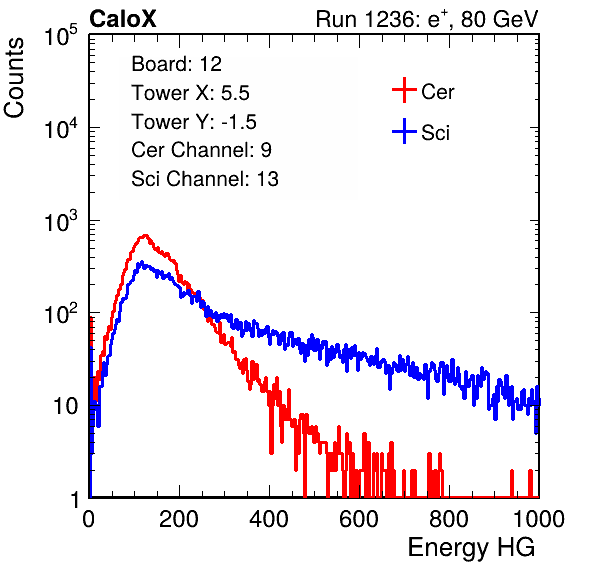 CaloX Run 1236: e⁺, 80 GeV
Counts
10⁵
10⁴
10³
10²
10
1
Board: 12
Tower X: 5.5
Tower Y: -1.5
Cer Channel: 9
Sci Channel: 13
Cer
Sci
0 200 400 600 800 1000
Energy HG